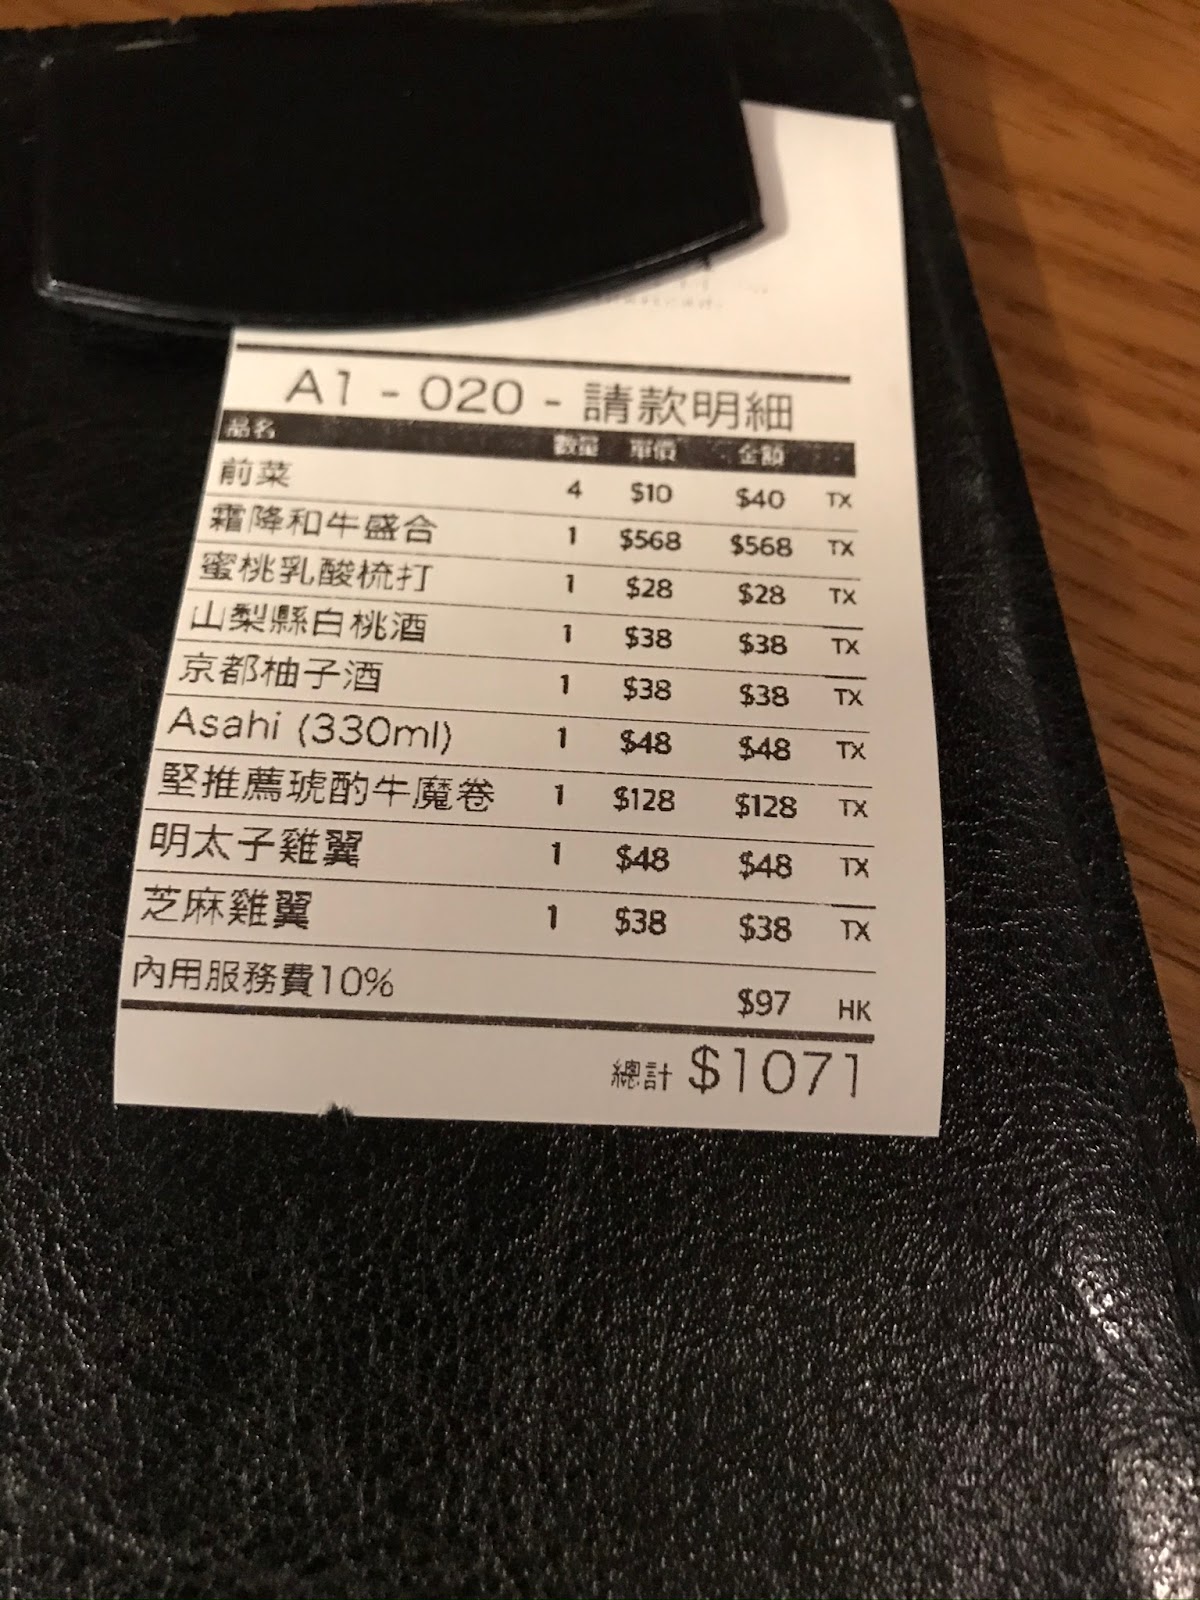 A1 - 020 - 請款明細
品名 數量 單價 金額
前菜 4 $10 $40 TX
霜降和牛盛合 1 $568 $568 TX
蜜桃乳酸梳打 1 $28 $28 TX
山梨縣白桃酒 1 $38 $38 TX
京都柚子酒 1 $38 $38 TX
Asahi (330ml) 1 $48 $48 TX
堅推薦琥酌牛魔卷 1 $128 $128 TX
明太子雞翼 1 $48 $48 TX
芝麻雞翼 1 $38 $38 TX
內用服務費10% $97 HK
總計 $1071